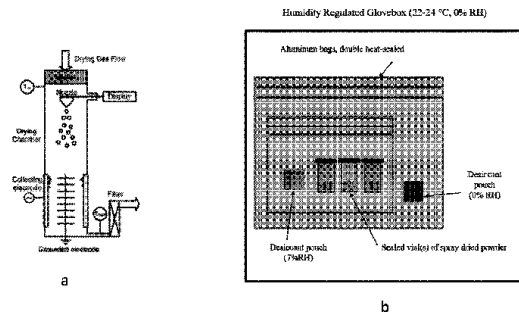 Drying Gas Flow
Nozzle
Display
Drying
Chamber
Collecting
electrode
Filter
Grounded electrode
a
Humidity Regulated Glovebox (22-24 °C, 0% RH)
Aluminum bags, double heat-sealed
Desiccant
pouch
(0% RH)
Desiccant pouch
(7%RH)
Sealed vial(s) of spray dried powder
b